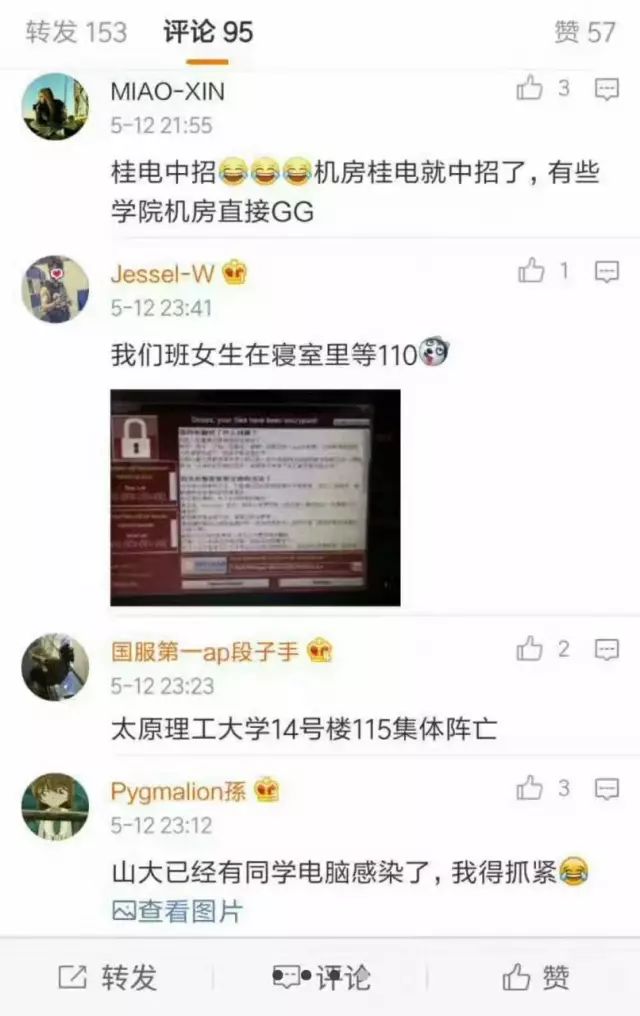 转发 153 评论 95 赞 57
MIAO-XIN 3
5-12 21:55
桂电中招😂😂😂机房桂电就中招了，有些
学院机房直接GG
Jessel-W 1
5-12 23:41
我们班女生在寝室里等110
Ooops, your files have been encrypted!
国服第一ap段子手 2
5-12 23:23
太原理工大学14号楼115集体阵亡
Pygmalion孫 3
5-12 23:12
山大已经有同学电脑感染了，我得抓紧😂
查看图片
转发 评论 赞